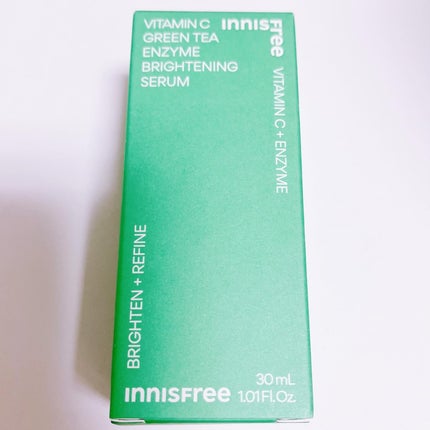 VITAMIN C
GREEN TEA
ENZYME
BRIGHTENING
SERUM
innisfree
VITAMIN C + ENZYME
BRIGHTEN + REFINE
innisfree
30 mL
1.01 Fl.Oz.